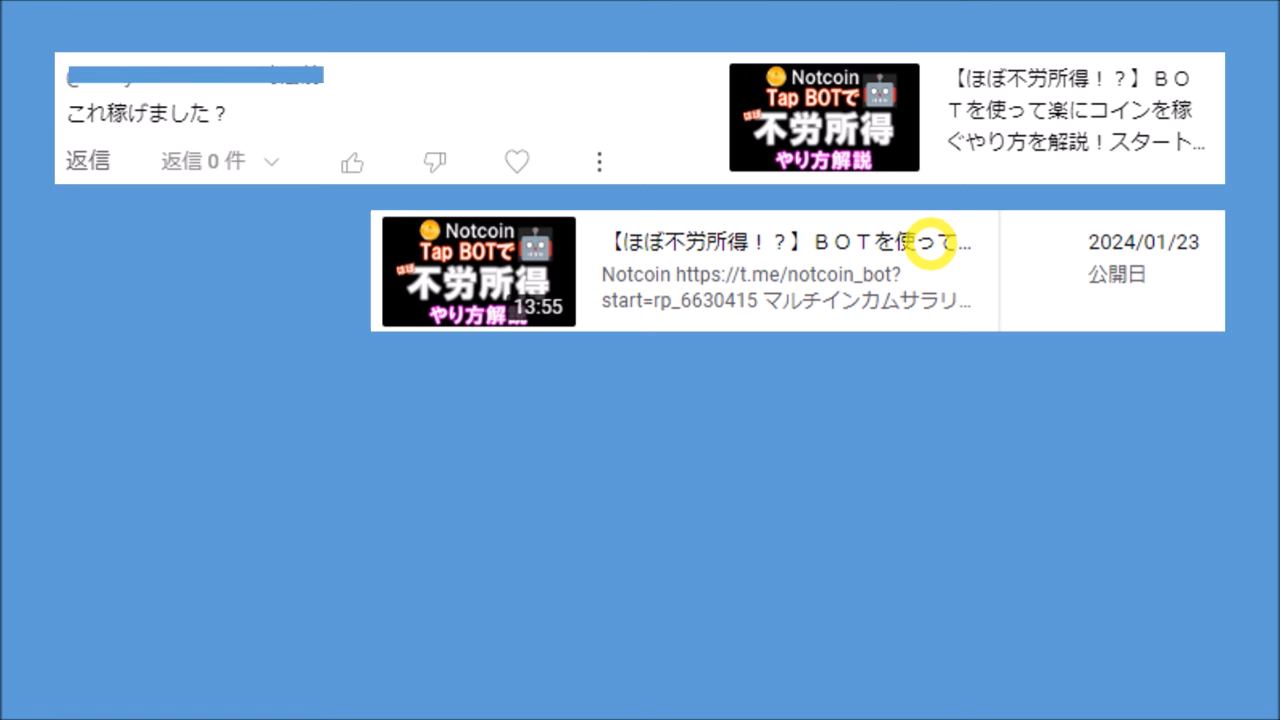 これ稼げました？
返信 返信 0 件
Notcoin
Tap BOTで
ほぼ
不労所得
やり方解説
【ほぼ不労所得！？】ＢＯ
Ｔを使って楽にコインを稼
ぐやり方を解説！スタート...
Notcoin
Tap BOTで
ほぼ
不労所得
やり方解説
13:55
【ほぼ不労所得！？】ＢＯＴを使って...
Notcoin https://t.me/notcoin_bot?
start=rp_6630415 マルチインカムサラリ...
2024/01/23
公開日